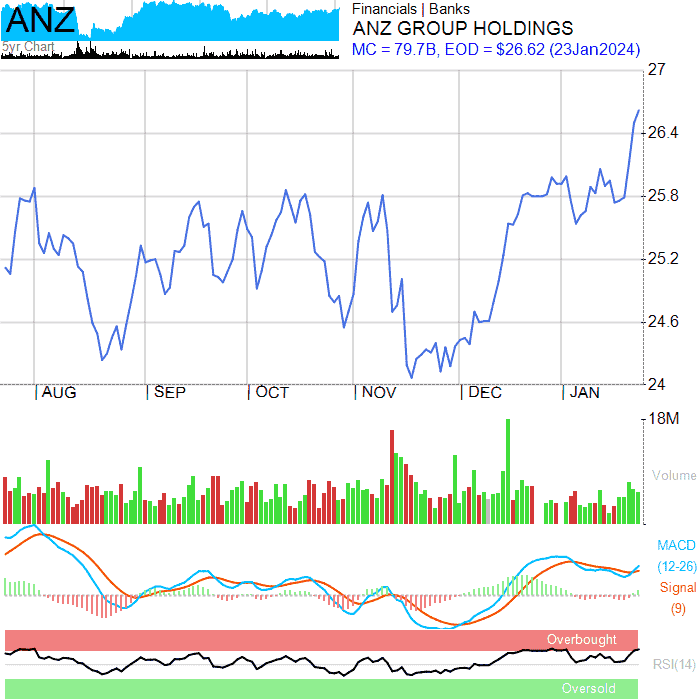 ANZ
5yr Chart
Financials | Banks
ANZ GROUP HOLDINGS
MC = 79.7B, EOD = $26.62 (23Jan2024)
27
26.4
25.8
25.2
24.6
24
AUG SEP OCT NOV DEC JAN
18M
Volume
MACD
(12-26)
Signal
(9)
Overbought
RSI(14)
Oversold